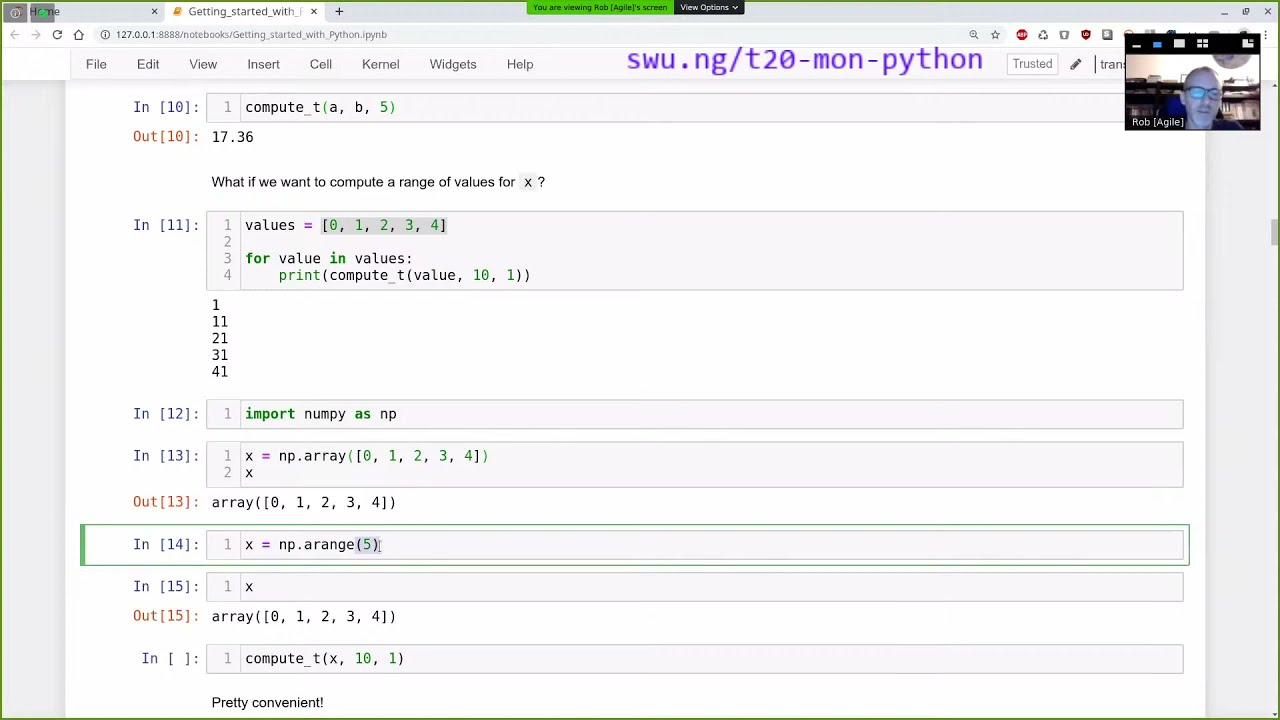 Home
Getting_started_with_
You are viewing Rob [Agile]'s screen
View Options
127.0.0.1:8888/notebooks/Getting_started_with_Python.ipynb
File Edit View Insert Cell Kernel Widgets Help
swu.ng/t20-mon-python
Trusted
trans
Rob [Agile]
In [10]: 1 compute_t(a, b, 5)
Out[10]: 17.36
What if we want to compute a range of values for x ?
In [11]: 1 values = [0, 1, 2, 3, 4]
2
3 for value in values:
4 print(compute_t(value, 10, 1))
1
11
21
31
41
In [12]: 1 import numpy as np
In [13]: 1 x = np.array([0, 1, 2, 3, 4])
2 x
Out[13]: array([0, 1, 2, 3, 4])
In [14]: 1 x = np.arange(5)
In [15]: 1 x
Out[15]: array([0, 1, 2, 3, 4])
In [ ]: 1 compute_t(x, 10, 1)
Pretty convenient!